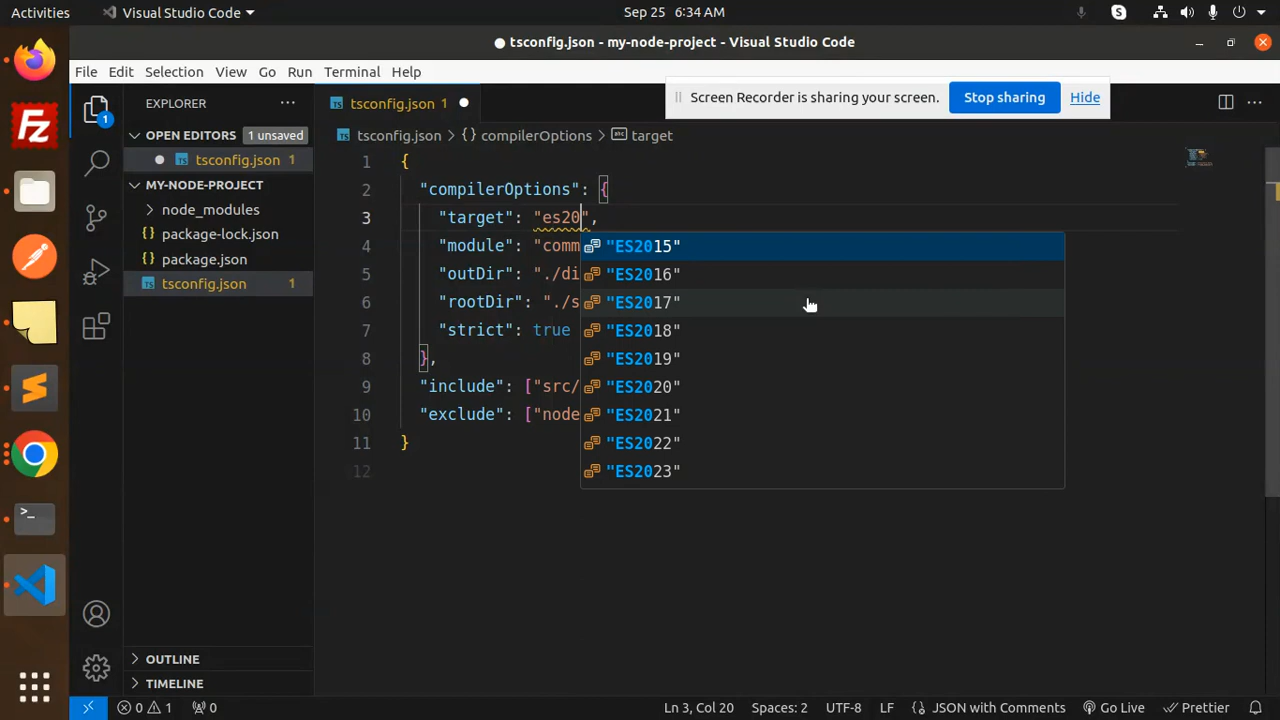 Activities Visual Studio Code Sep 25 6:34 AM
tsconfig.json - my-node-project - Visual Studio Code
File Edit Selection View Go Run Terminal Help
Screen Recorder is sharing your screen. Stop sharing Hide
EXPLORER
tsconfig.json 1
OPEN EDITORS 1 unsaved
tsconfig.json 1
tsconfig.json > {} compilerOptions > abc target
MY-NODE-PROJECT
node_modules
package-lock.json
package.json
tsconfig.json 1
1 {
2 "compilerOptions": {
3 "target": "es20",
4 "module": "comm
5 "outDir": "./di
6 "rootDir": "./s
7 "strict": true
8 },
9 "include": ["src/
10 "exclude": ["node
11 }
12
"ES2015"
"ES2016"
"ES2017"
"ES2018"
"ES2019"
"ES2020"
"ES2021"
"ES2022"
"ES2023"
OUTLINE
TIMELINE
0 1 0 Ln 3, Col 20 Spaces: 2 UTF-8 LF {} JSON with Comments Go Live Prettier